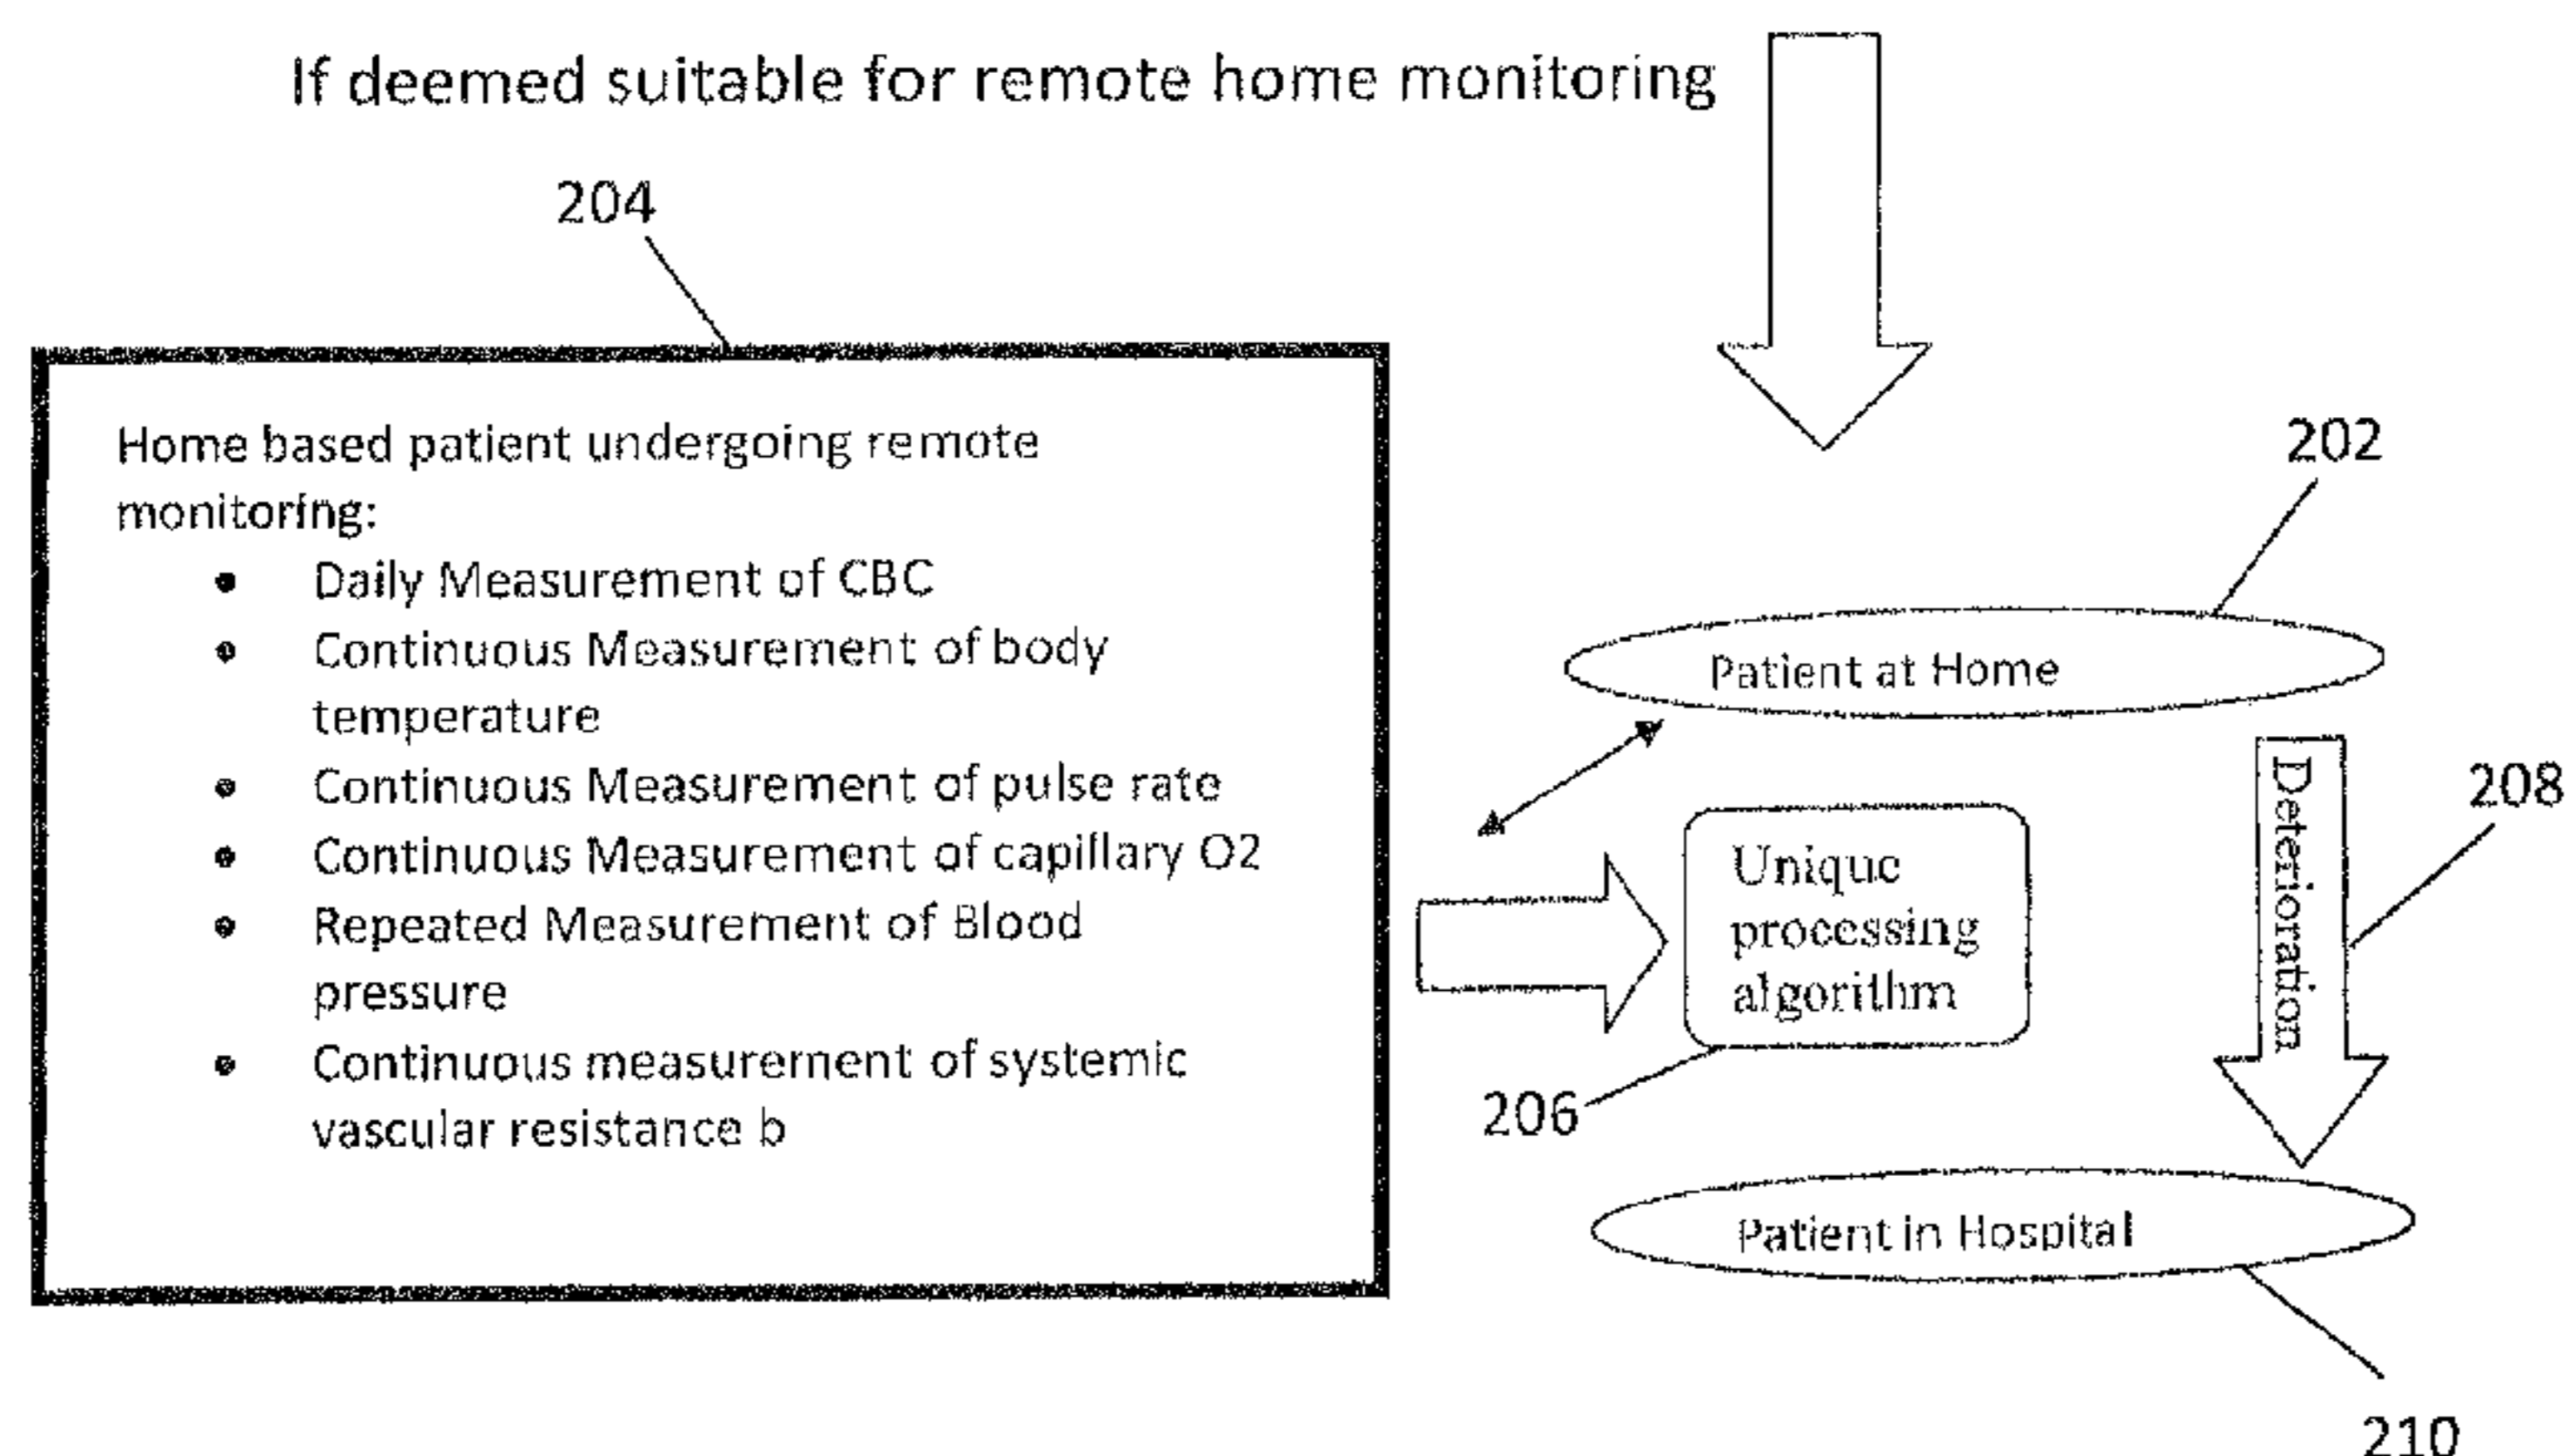 If deemed suitable for remote home monitoring
204
Home based patient undergoing remote
monitoring:
• Daily Measurement of CBC
• Continuous Measurement of body
temperature
• Continuous Measurement of pulse rate
• Continuous Measurement of capillary O2
• Repeated Measurement of Blood
pressure
• Continuous measurement of systemic
vascular resistance b
202
Patient at Home
Unique
processing
algorithm
206
Deterioration
208
Patient in Hospital
210